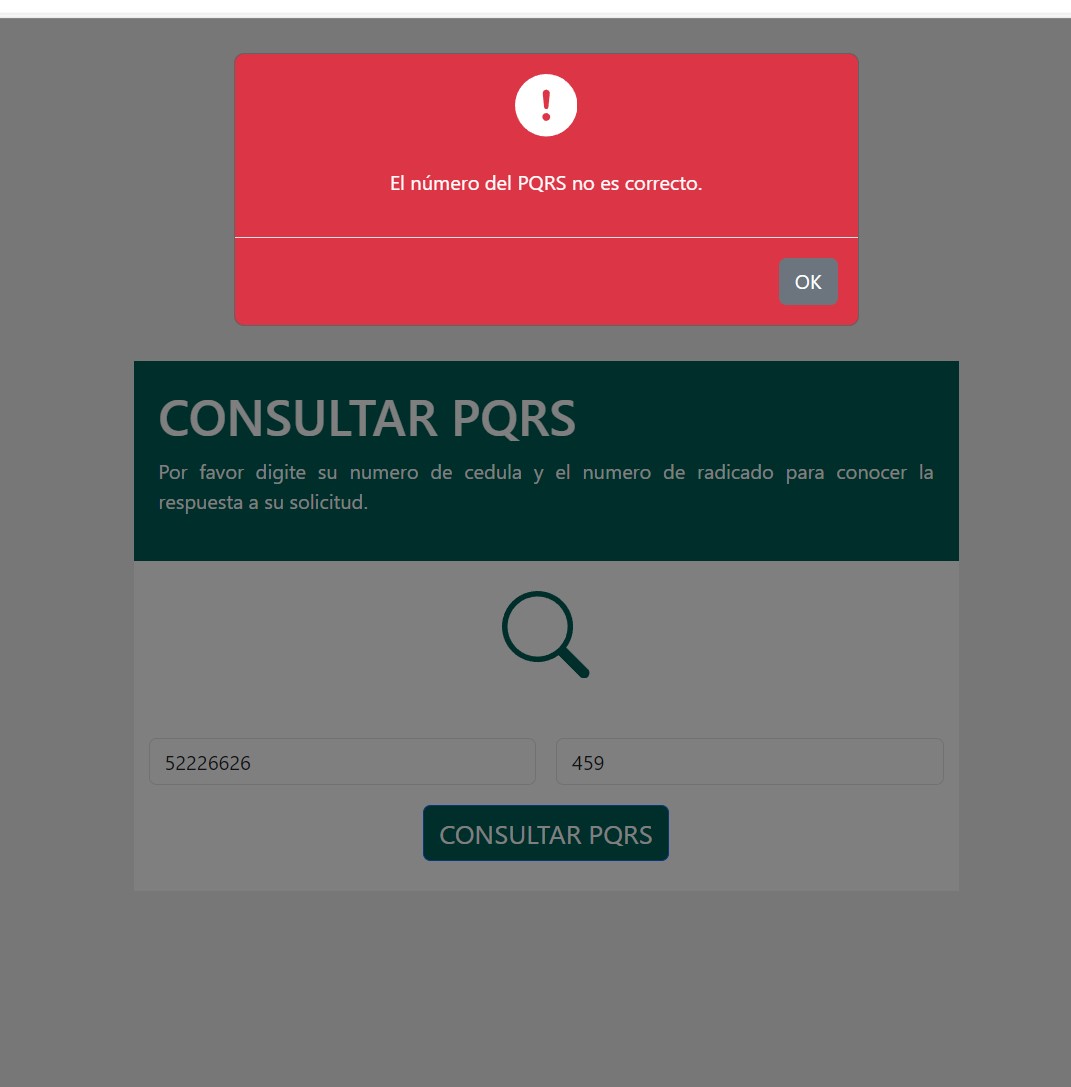 !
El número del PQRS no es correcto.
OK
CONSULTAR PQRS
Por favor digite su numero de cedula y el numero de radicado para conocer la
respuesta a su solicitud.
52226626
459
CONSULTAR PQRS